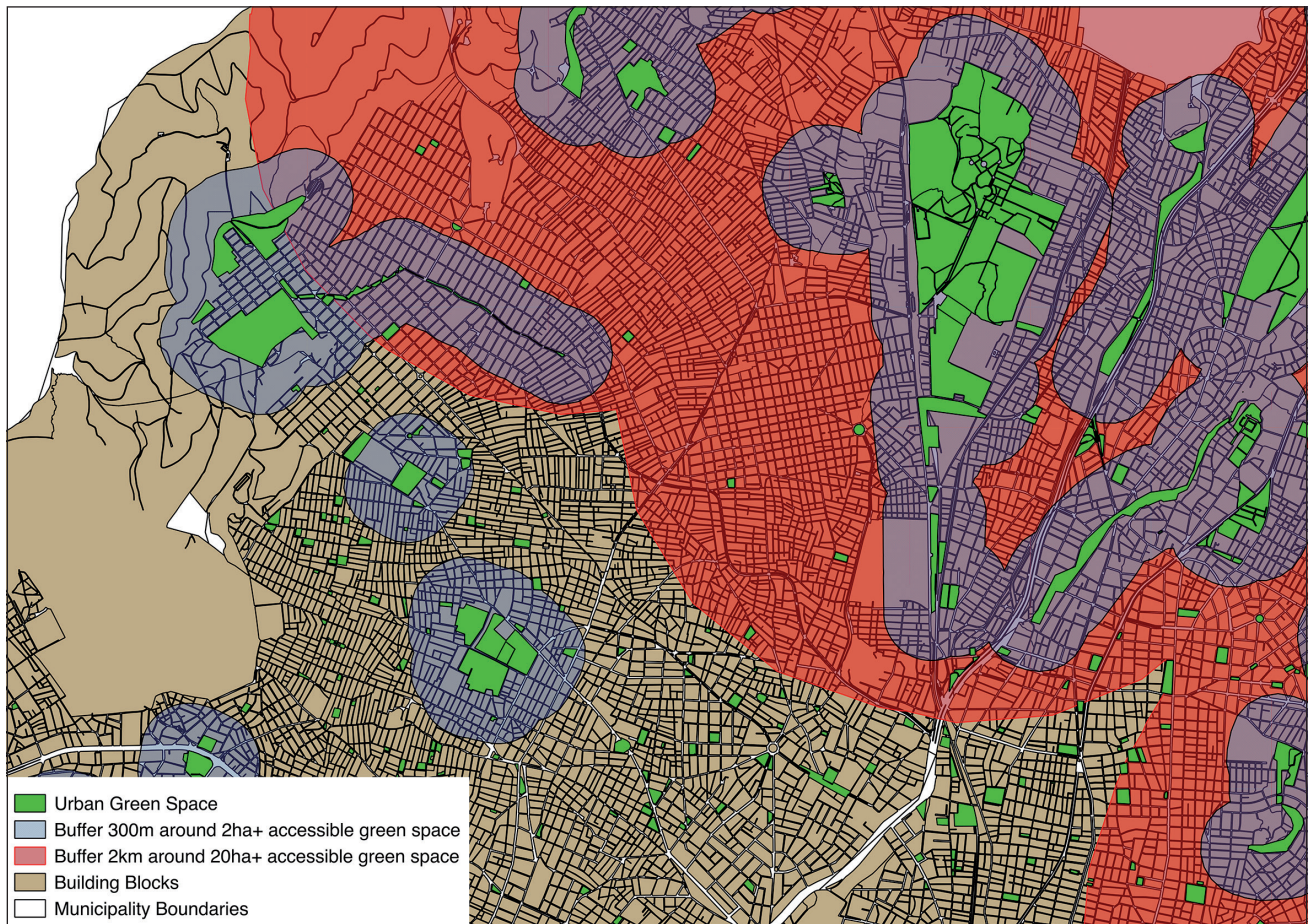 Urban Green Space
Buffer 300m around 2ha+ accessible green space
Buffer 2km around 20ha+ accessible green space
Building Blocks
Municipality Boundaries